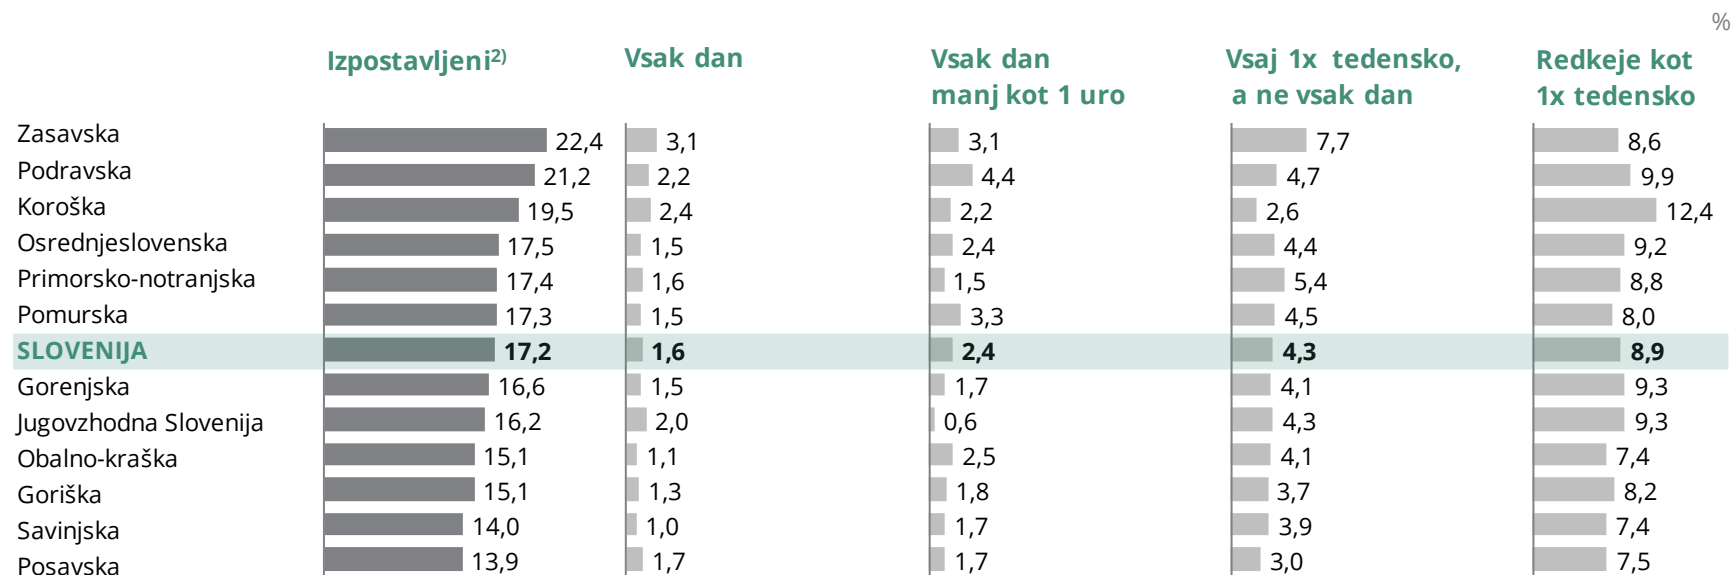 %
Izpostavljeni2) Vsak dan Vsak dan Vsaj 1x tedensko, Redkeje kot
manj kot 1 uro a ne vsak dan 1x tedensko
Zasavska 22,4 3,1 3,1 7,7 8,6
Podravska 21,2 2,2 4,4 4,7 9,9
Koroška 19,5 2,4 2,2 2,6 12,4
Osrednjeslovenska 17,5 1,5 2,4 4,4 9,2
Primorsko-notranjska 17,4 1,6 1,5 5,4 8,8
Pomurska 17,3 1,5 3,3 4,5 8,0
SLOVENIJA 17,2 1,6 2,4 4,3 8,9
Gorenjska 16,6 1,5 1,7 4,1 9,3
Jugovzhodna Slovenija 16,2 2,0 0,6 4,3 9,3
Obalno-kraška 15,1 1,1 2,5 4,1 7,4
Goriška 15,1 1,3 1,8 3,7 8,2
Savinjska 14,0 1,0 1,7 3,9 7,4
Posavska 13,9 1,7 1,7 3,0 7,5